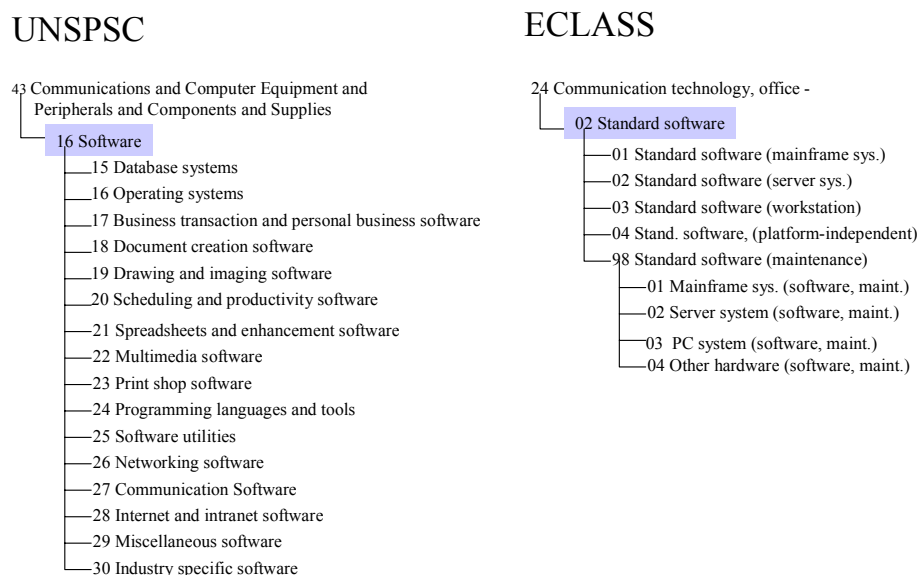 UNSPSC
43 Communications and Computer Equipment and
Peripherals and Components and Supplies
16 Software
15 Database systems
16 Operating systems
17 Business transaction and personal business software
18 Document creation software
19 Drawing and imaging software
20 Scheduling and productivity software
21 Spreadsheets and enhancement software
22 Multimedia software
23 Print shop software
24 Programming languages and tools
25 Software utilities
26 Networking software
27 Communication Software
28 Internet and intranet software
29 Miscellaneous software
30 Industry specific software
ECLASS
24 Communication technology, office -
02 Standard software
01 Standard software (mainframe sys.)
02 Standard software (server sys.)
03 Standard software (workstation)
04 Stand. software, (platform-independent)
98 Standard software (maintenance)
01 Mainframe sys. (software, maint.)
02 Server system (software, maint.)
03 PC system (software, maint.)
04 Other hardware (software, maint.)